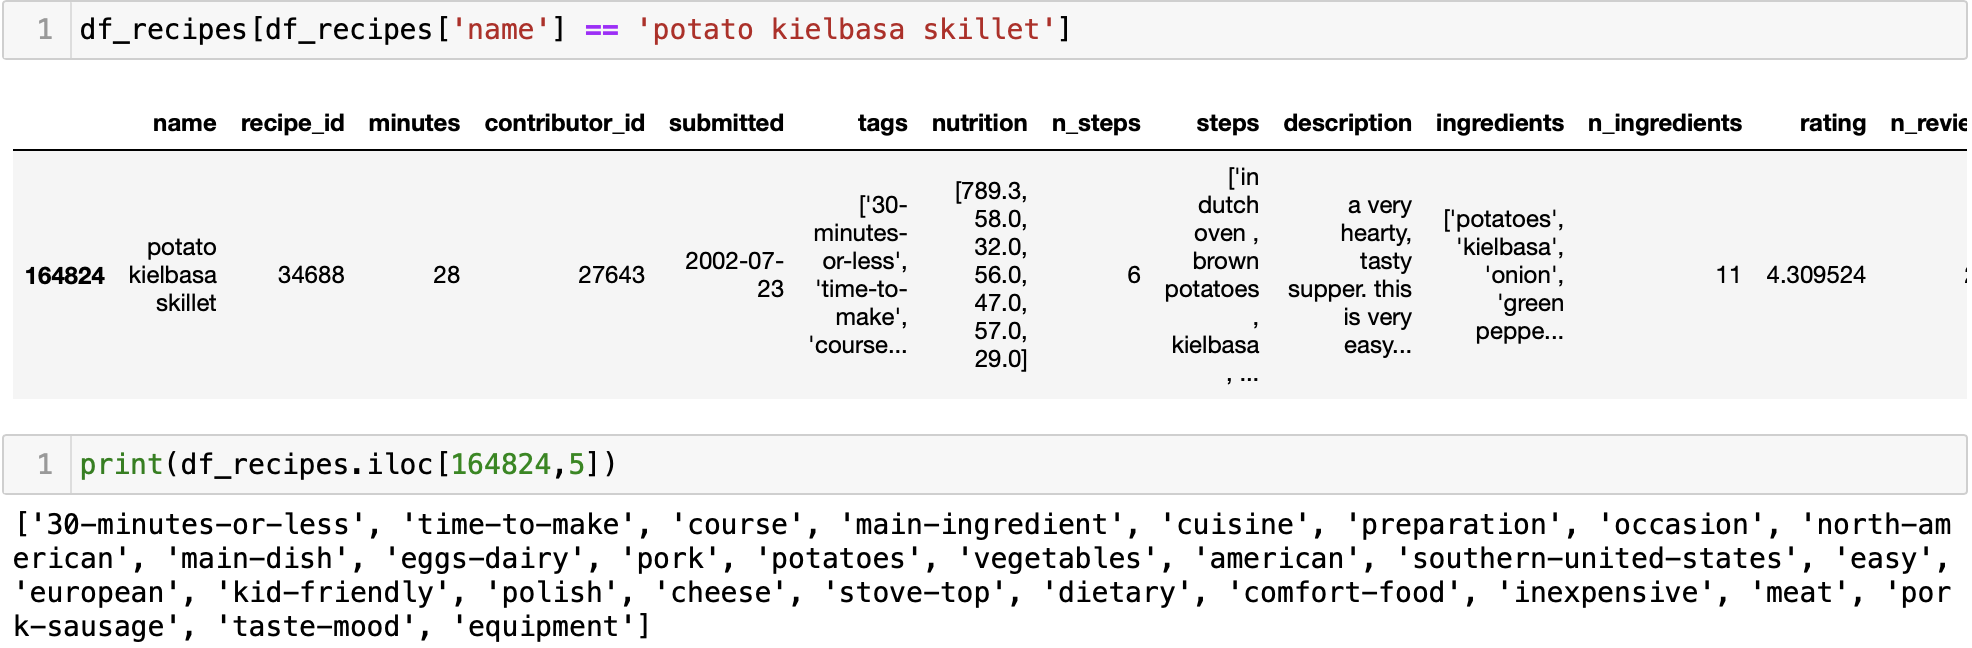 1 df_recipes[df_recipes['name'] == 'potato kielbasa skillet']
name recipe_id minutes contributor_id submitted tags nutrition n_steps steps description ingredients n_ingredients rating n_revie
['in
[789.3,
['30- 58.0, dutch a very ['potatoes',
minutes- 32.0, oven , hearty, 'kielbasa',
potato 2002-07- or-less', 56.0, brown tasty 'onion',
164824 kielbasa 34688 28 27643 23 'time-to- 47.0, 6 potatoes supper. this 'green 11 4.309524
skillet make', 57.0, , is very peppe...
'course... 29.0] kielbasa easy...
, ...
1 print(df_recipes.iloc[164824,5])
['30-minutes-or-less', 'time-to-make', 'course', 'main-ingredient', 'cuisine', 'preparation', 'occasion', 'north-am
erican', 'main-dish', 'eggs-dairy', 'pork', 'potatoes', 'vegetables', 'american', 'southern-united-states', 'easy',
'european', 'kid-friendly', 'polish', 'cheese', 'stove-top', 'dietary', 'comfort-food', 'inexpensive', 'meat', 'por
k-sausage', 'taste-mood', 'equipment']